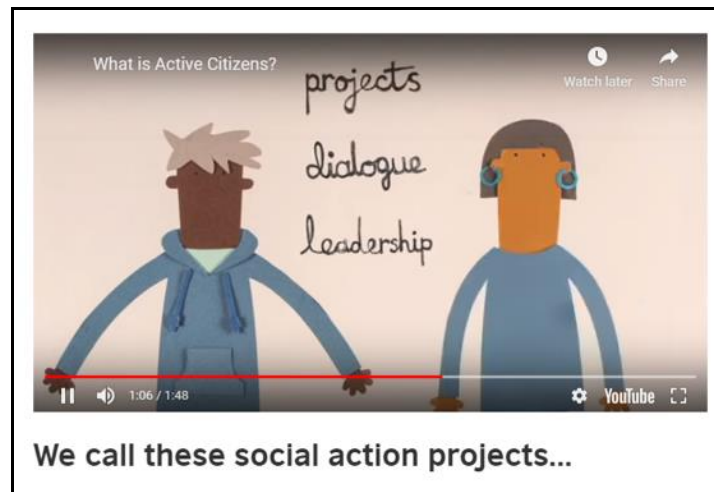 What is Active Citizens?
Watch later
Share
projects
dialogue
leadership
1:06 / 1:48
YouTube
We call these social action projects...